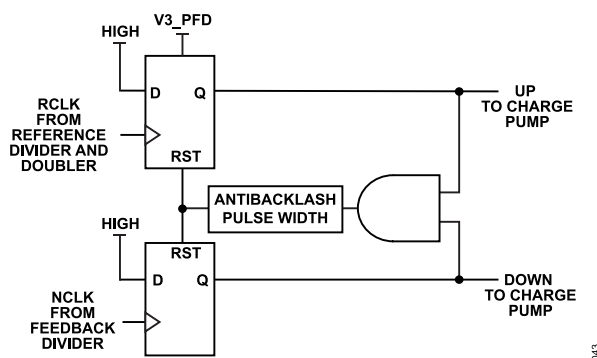 V3_PFD
HIGH
D
Q
UP
TO CHARGE
PUMP
RCLK
FROM
REFERENCE
DIVIDER AND
DOUBLER
RST
ANTIBACKLASH
PULSE WIDTH
HIGH
RST
D
Q
DOWN
TO CHARGE
PUMP
NCLK
FROM
FEEDBACK
DIVIDER
043